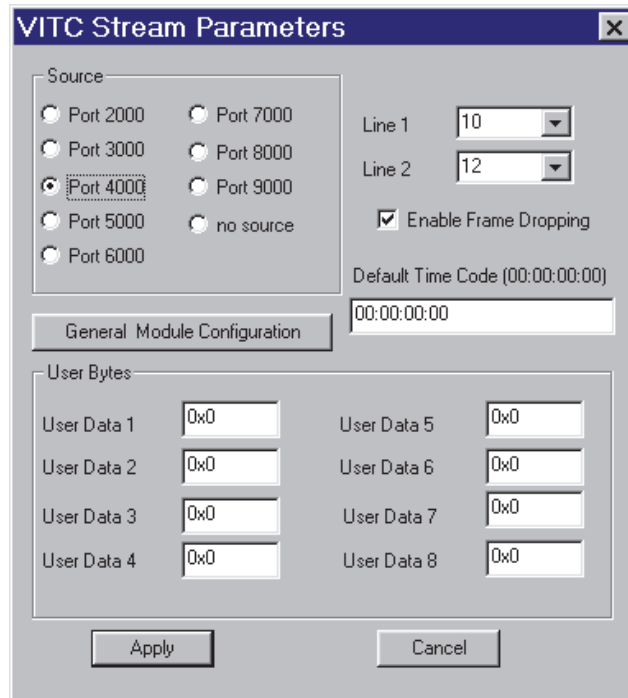 VITC Stream Parameters
Source
Port 2000
Port 3000
Port 4000
Port 5000
Port 6000
Port 7000
Port 8000
Port 9000
no source
Line 1 10
Line 2 12
Enable Frame Dropping
Default Time Code (00:00:00:00)
00:00:00:00
General Module Configuration
User Bytes
User Data 1 0x0
User Data 2 0x0
User Data 3 0x0
User Data 4 0x0
User Data 5 0x0
User Data 6 0x0
User Data 7 0x0
User Data 8 0x0
Apply
Cancel